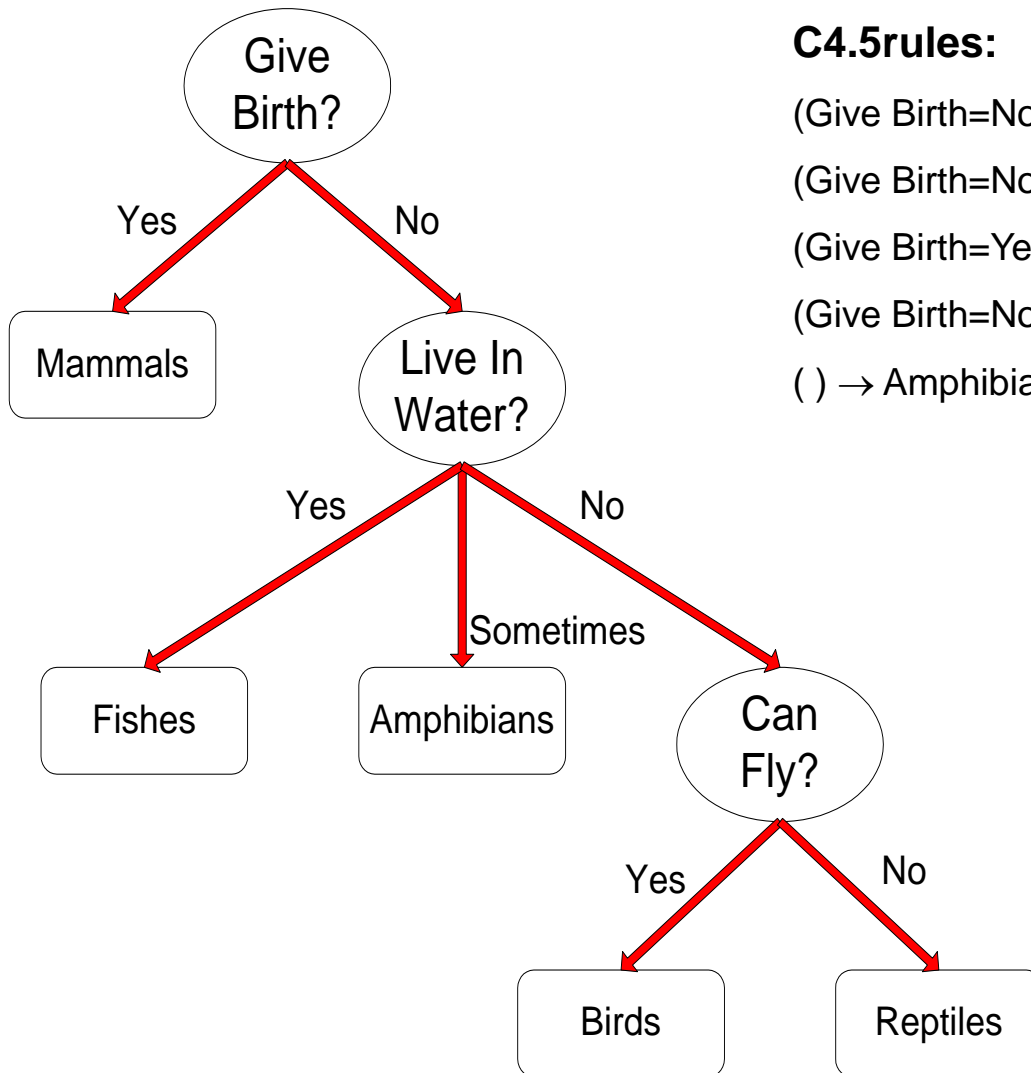 Give
Birth?
Yes
No
Mammals
Live In
Water?
Yes
No
Sometimes
Fishes
Amphibians
Can
Fly?
Yes
No
Birds
Reptiles
C4.5rules:
(Give Birth=No
(Give Birth=No
(Give Birth=Ye
(Give Birth=No
( ) → Amphibia